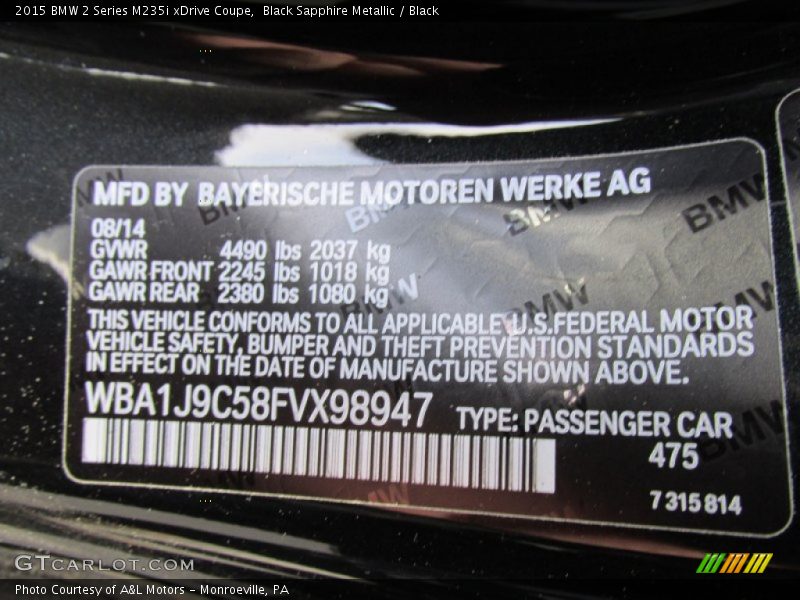 2015 BMW 2 Series M235i xDrive Coupe,  Black Sapphire Metallic / Black
MFD BY BAYERISCHE MOTOREN WERKE AG
08/14
GVWR 4490 lbs 2037 kg
GAWR FRONT 2245 lbs 1018 kg
GAWR REAR 2380 lbs 1080 kg
THIS VEHICLE CONFORMS TO ALL APPLICABLE U.S.FEDERAL MOTOR
VEHICLE SAFETY, BUMPER AND THEFT PREVENTION STANDARDS
IN EFFECT ON THE DATE OF MANUFACTURE SHOWN ABOVE.
WBA1J9C58FVX98947 TYPE: PASSENGER CAR
475
7 315 814
GTCARLOT.COM
Photo Courtesy of A&L Motors - Monroeville, PA